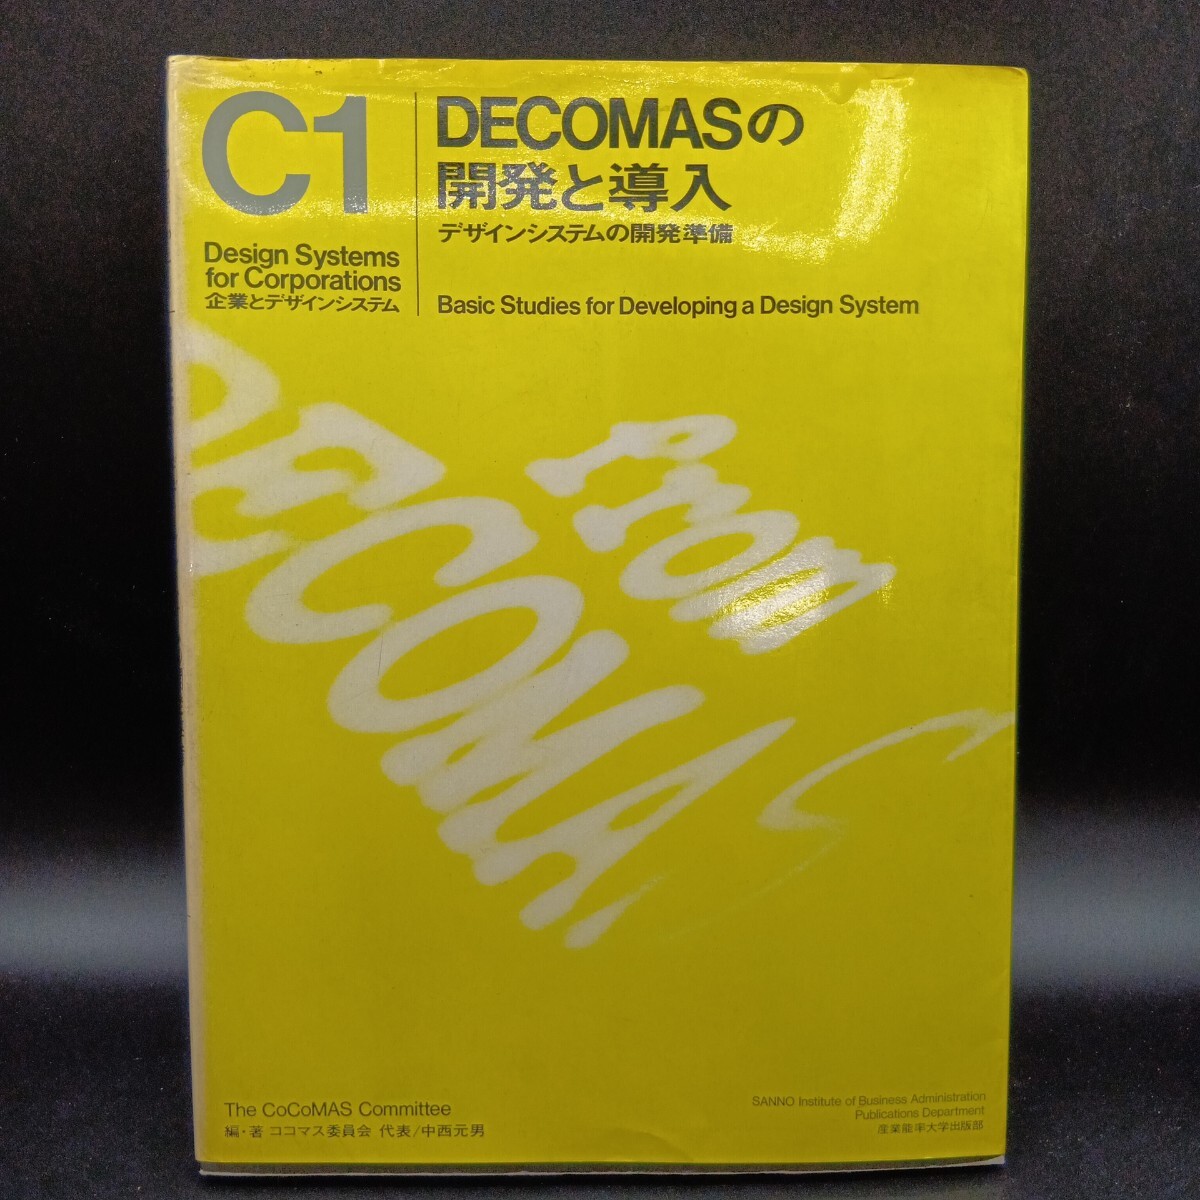 C1
Design Systems
for Corporations
企業とデザインシステム
DECOMASの
開発と導入
デザインシステムの開発準備
Basic Studies for Developing a Design System
From
DECOMAS
The CoCoMAS Committee
編・著 ココマス委員会 代表/中西元男
SANNO Institute of Business Administration
Publications Department
産業能率大学出版部